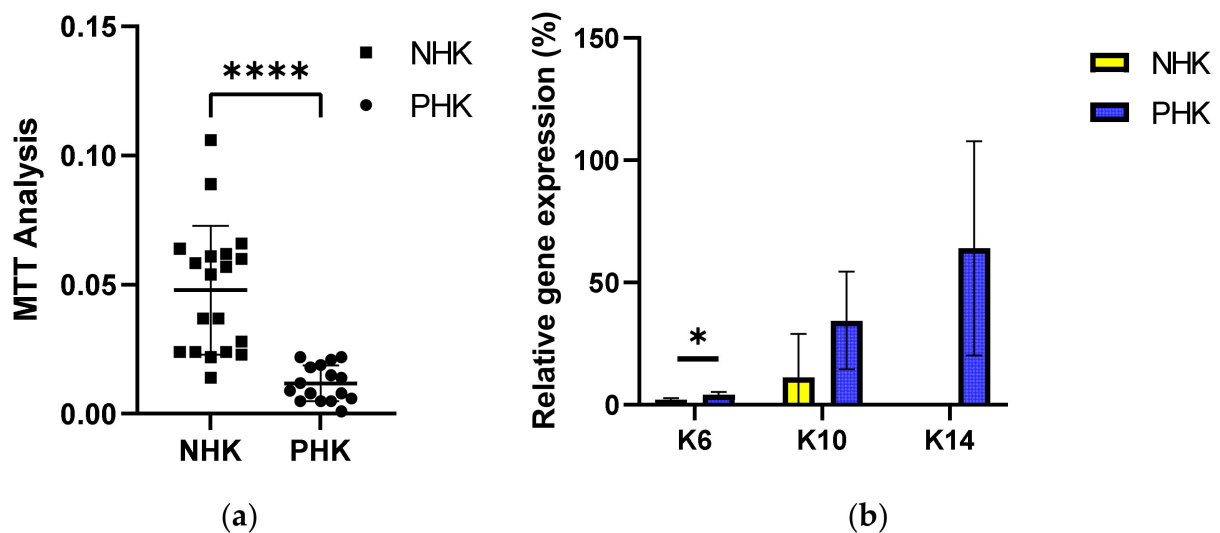 MTT Analysis
0.15
0.10
0.05
0.00
****
NHK
PHK
NHK
PHK
(a)
Relative gene expression (%)
150
100
50
0
*
K6
K10
K14
NHK
PHK
(b)